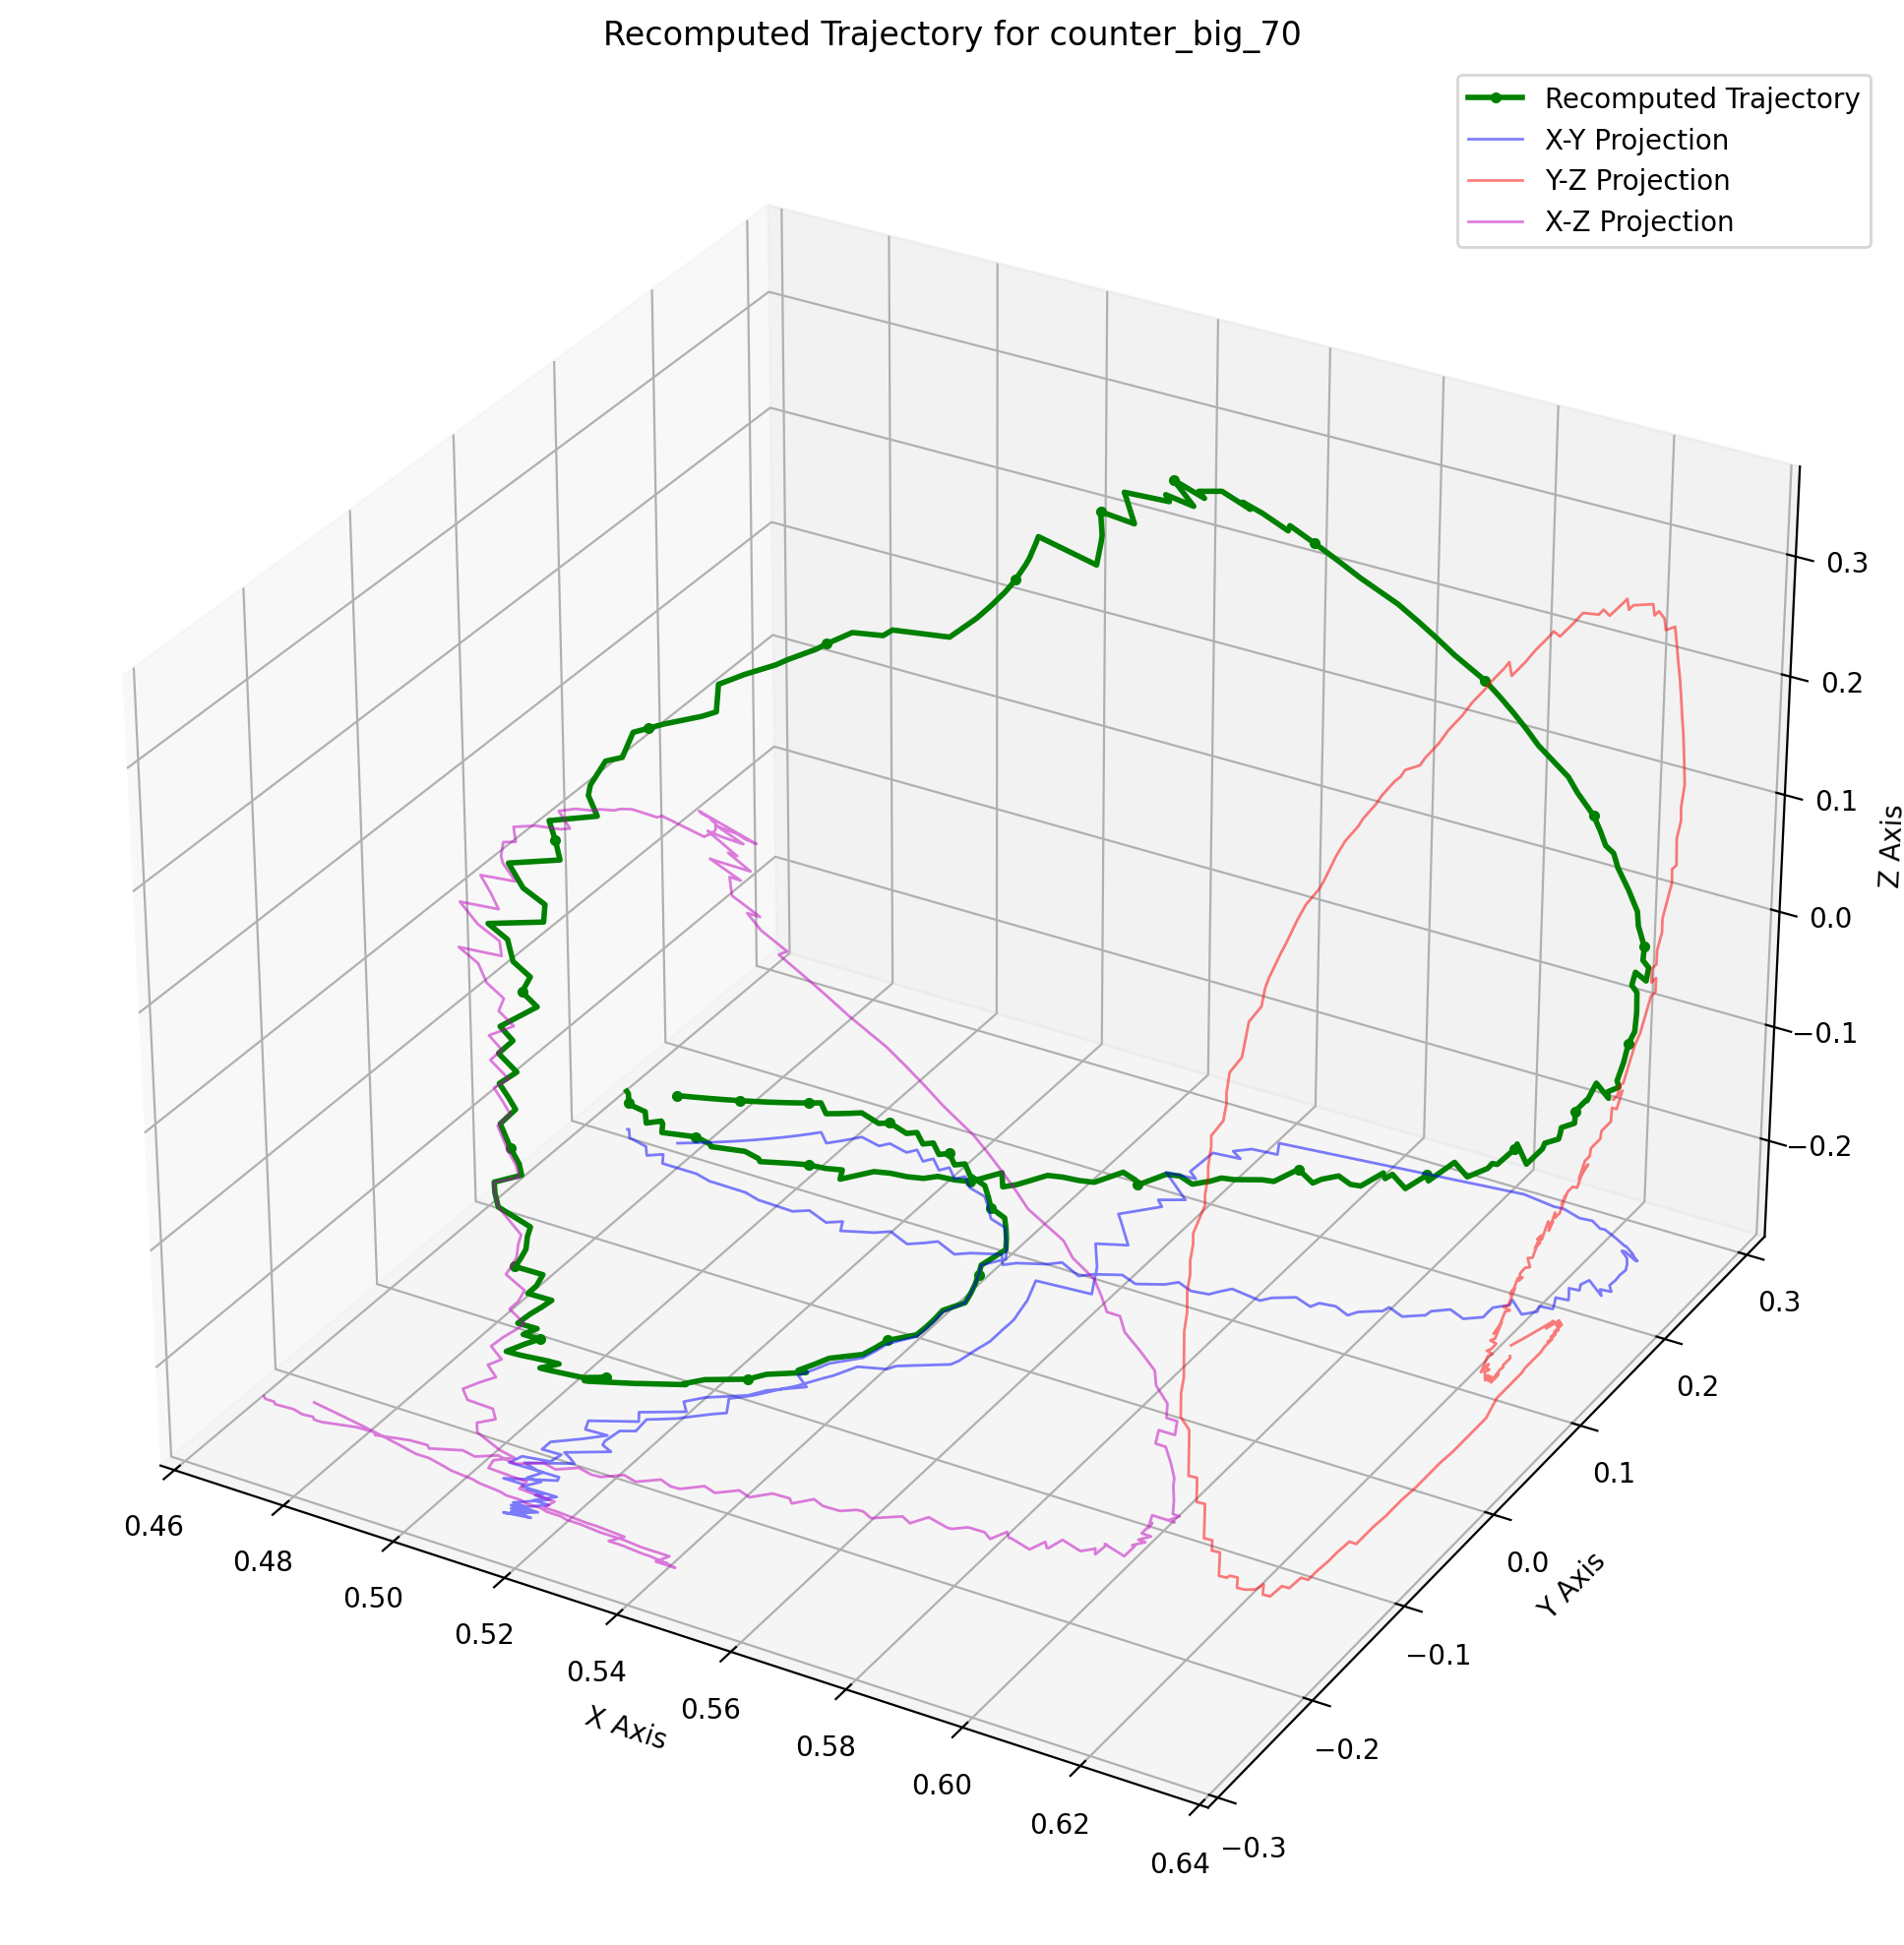 Recomputed Trajectory for counter_big_70
Recomputed Trajectory
X-Y Projection
Y-Z Projection
X-Z Projection
0.3
0.2
0.1
0.0
−0.1
−0.2
Z Axis
0.3
0.2
0.1
0.0
−0.1
−0.2
−0.3
Y Axis
0.46
0.48
0.50
0.52
0.54
0.56
0.58
0.60
0.62
0.64
X Axis